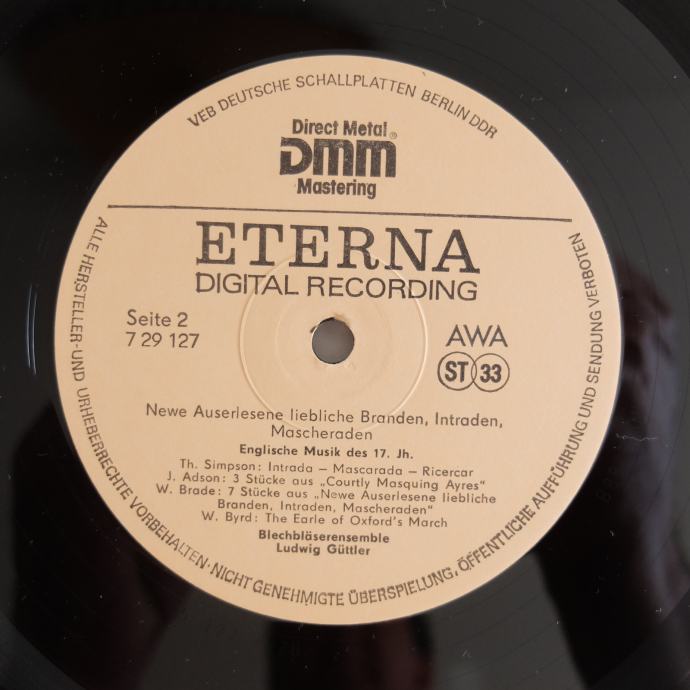 VEB DEUTSCHE SCHALLPLATTEN BERLIN DDR
Direct Metal
DMM®
Mastering
ETERNA
DIGITAL RECORDING
Seite 2
7 29 127
AWA
ST 33
Newe Auserlesene liebliche Branden, Intraden,
Mascheraden
Englische Musik des 17. Jh.
Th. Simpson: Intrada – Mascarada – Ricercar
J. Adson: 3 Stücke aus „Courtly Masquing Ayres“
W. Brade: 7 Stücke aus „Newe Auserlesene liebliche
Branden, Intraden, Mascheraden“
W. Byrd: The Earle of Oxford's March
Blechbläserensemble
Ludwig Güttler
ALLE HERSTELLER-UND URHEBERRECHTE VORBEHALTEN·NICHT GENEHMIGTE ÜBERSPIELUNG, ÖFFENTLICHE AUFFÜHRUNG UND SENDUNG VERBOTEN